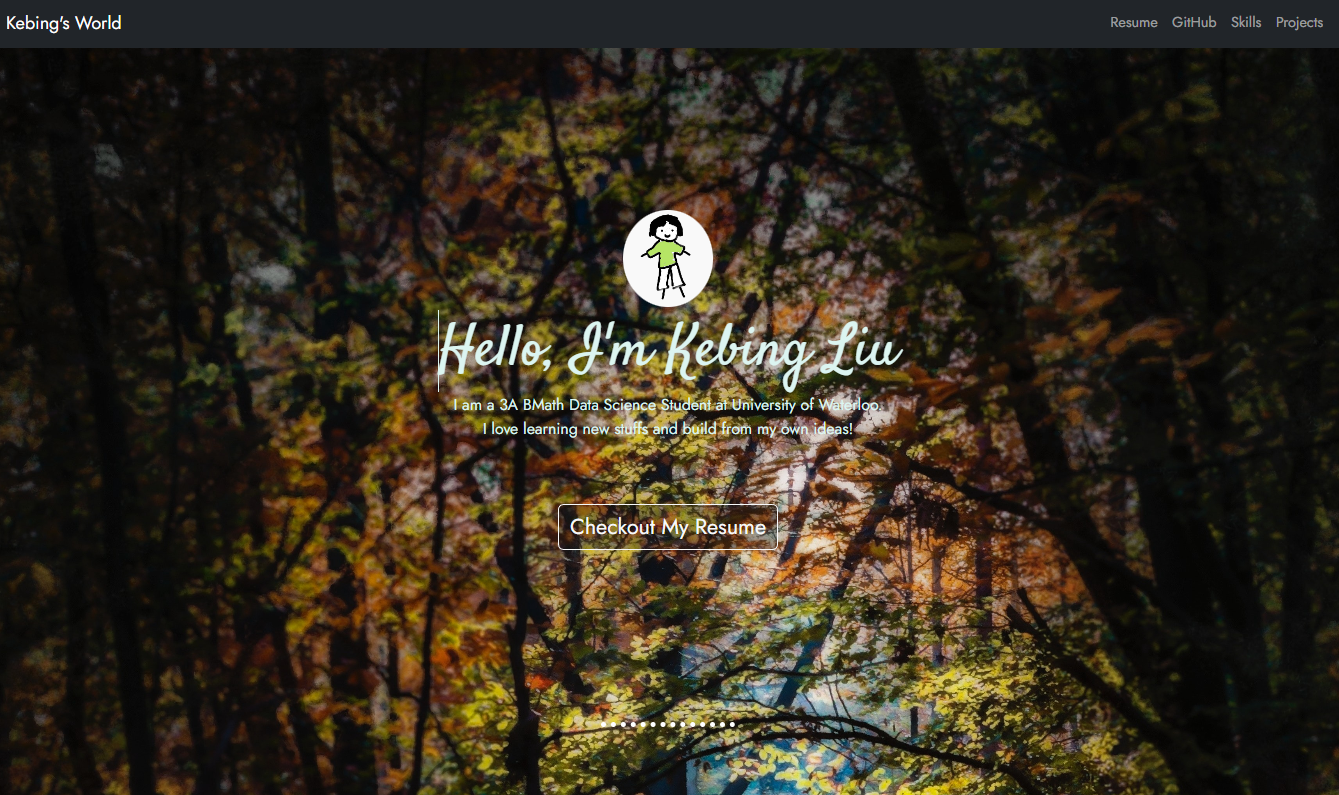 Kebing's World
Resume GitHub Skills Projects
Hello, I'm Kebing Liu
I am a 3A BMath Data Science Student at University of Waterloo.
I love learning new stuffs and build from my own ideas!
Checkout My Resume